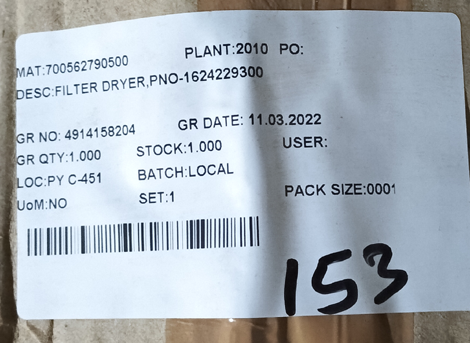 MAT:700562790500 PLANT:2010 PO:
DESC:FILTER DRYER,PNO-1624229300
GR NO: 4914158204 GR DATE: 11.03.2022
GR QTY:1.000 STOCK:1.000 USER:
LOC:PY C-451 BATCH:LOCAL
UoM:NO SET:1 PACK SIZE:0001
153